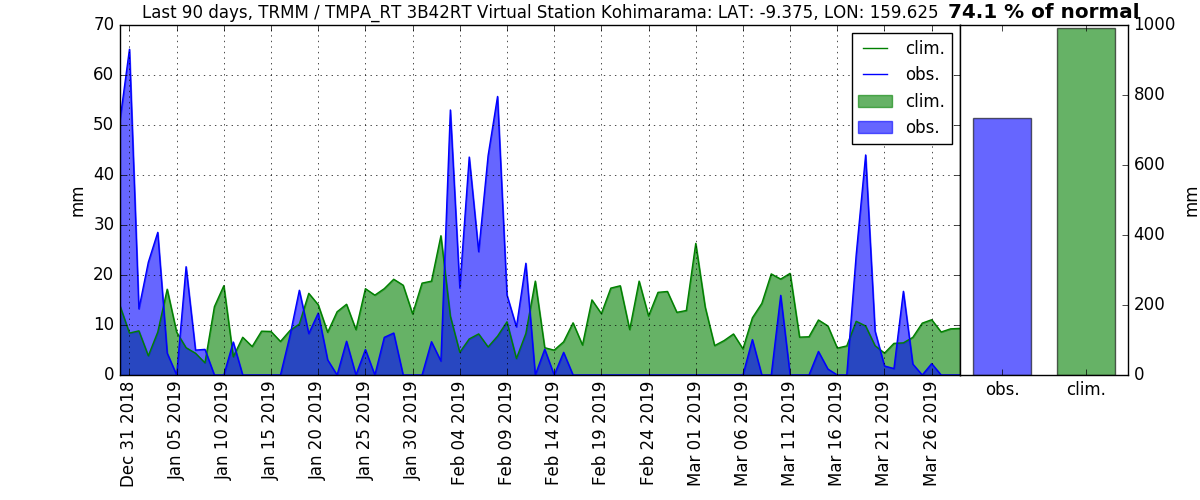 Last 90 days, TRMM / TMPA_RT 3B42RT Virtual Station Kohimarama: LAT: -9.375, LON: 159.625
74.1 % of normal
70
60
50
40
30
20
10
0
mm
clim.
obs.
clim.
obs.
Dec 31 2018
Jan 05 2019
Jan 10 2019
Jan 15 2019
Jan 20 2019
Jan 25 2019
Jan 30 2019
Feb 04 2019
Feb 09 2019
Feb 14 2019
Feb 19 2019
Feb 24 2019
Mar 01 2019
Mar 06 2019
Mar 11 2019
Mar 16 2019
Mar 21 2019
Mar 26 2019
1000
800
600
400
200
0
mm
obs.
clim.